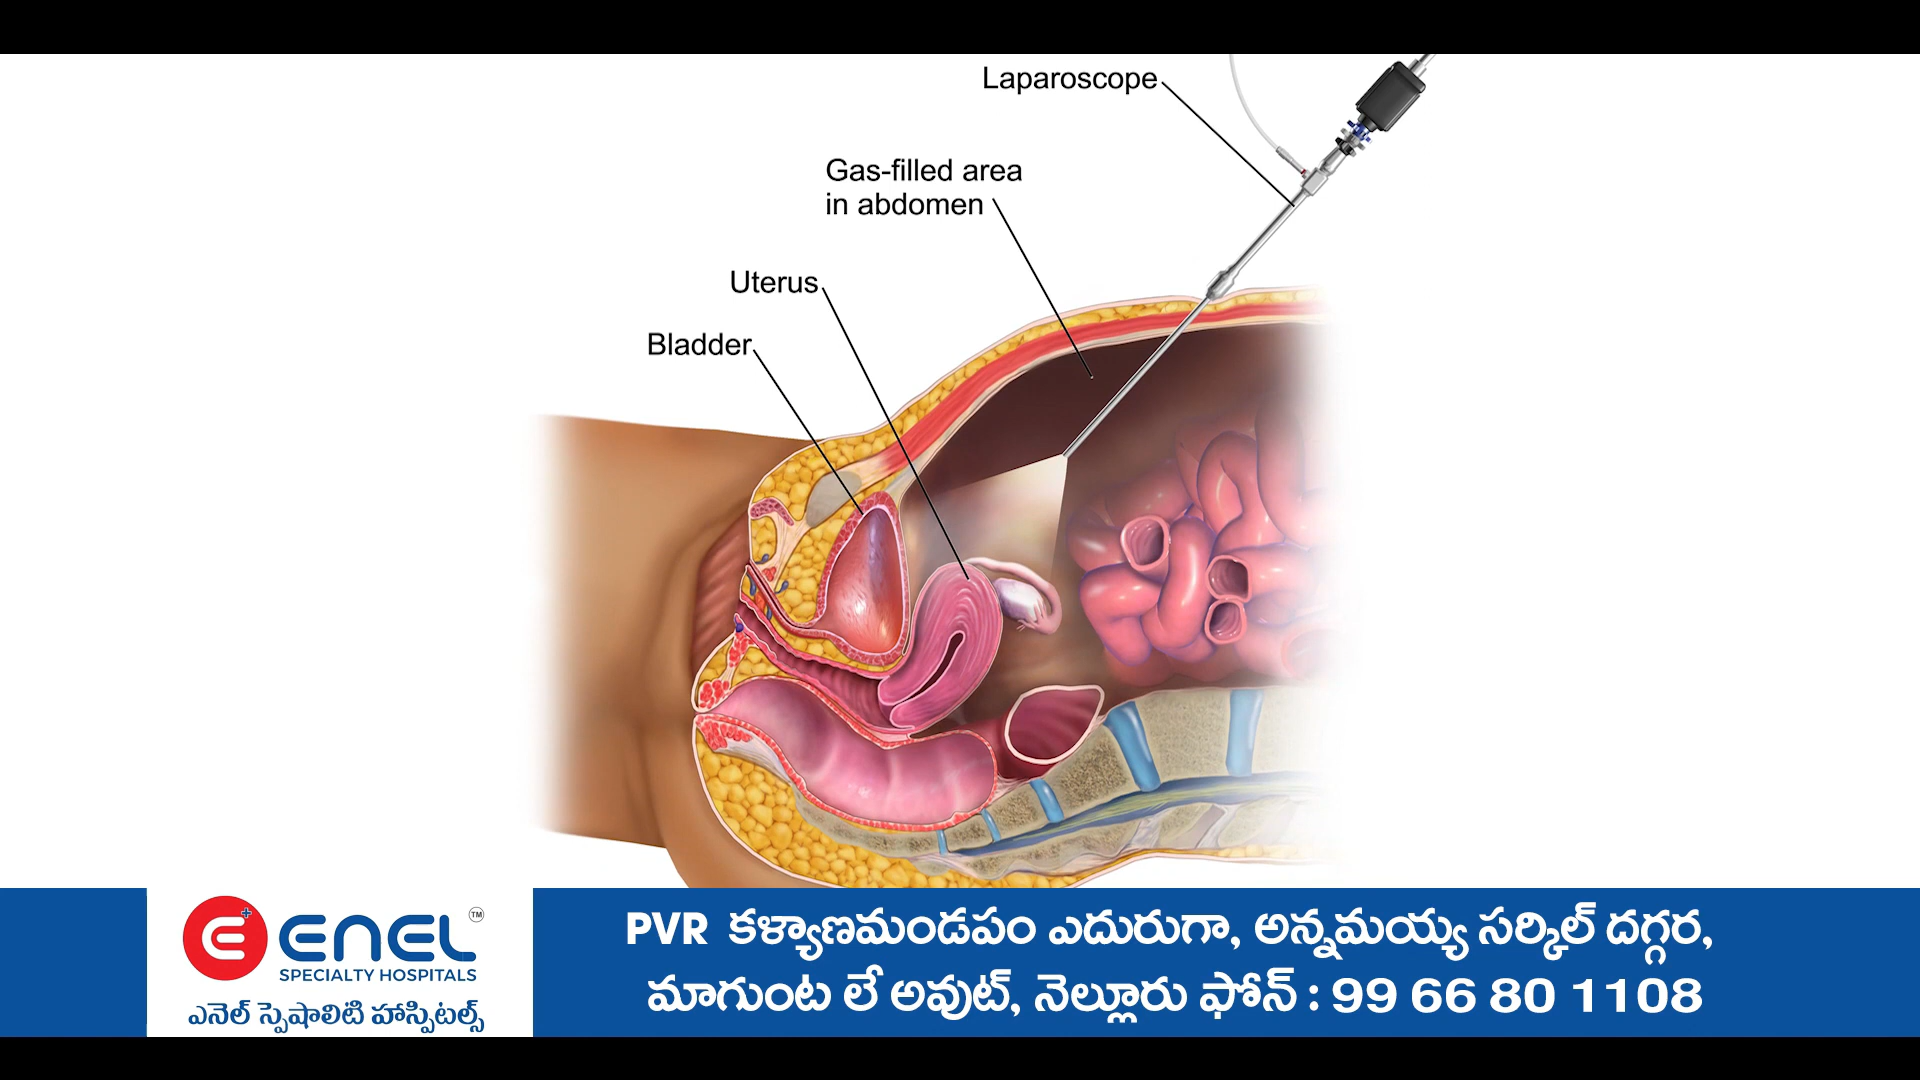 Laparoscope
Gas-filled area
in abdomen
Uterus
Bladder
ENEL TM
SPECIALTY HOSPITALS
ఎనెల్ స్పెషాలిటి హాస్పిటల్స్
PVR కళ్యాణమండపం ఎదురుగా, అన్నమయ్య సర్కిల్ దగ్గర,
మాగుంట లే అవుట్, నెల్లూరు ఫోన్ : 99 66 80 1108